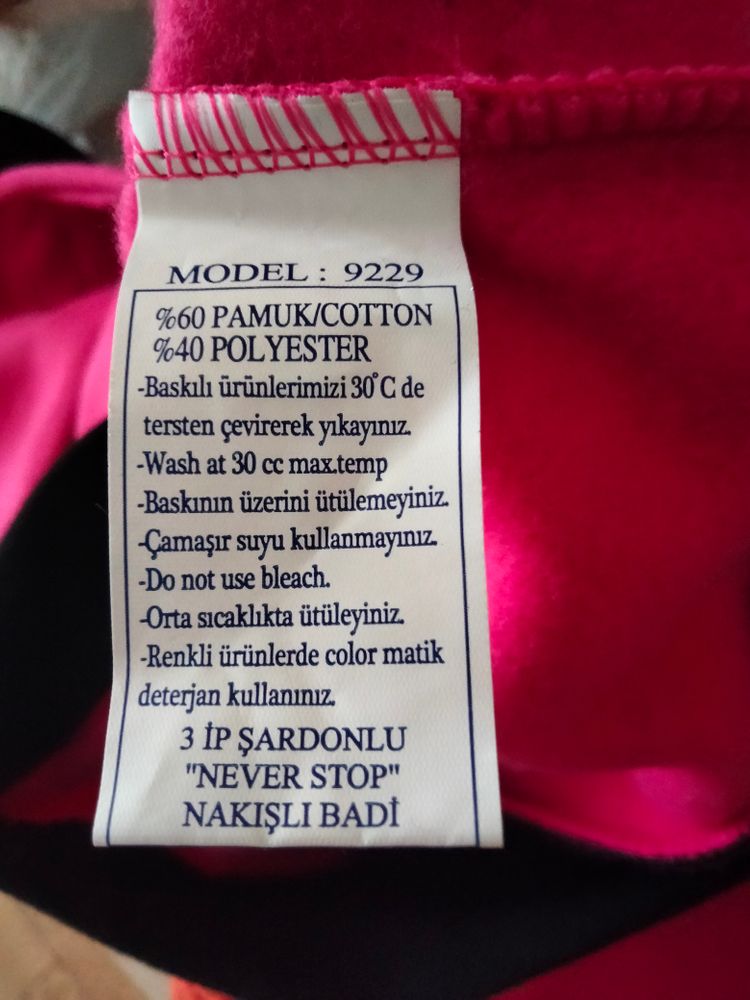 MODEL : 9229
%60 PAMUK/COTTON
%40 POLYESTER
-Baskılı ürünlerimizi 30°C de
tersten çevirerek yıkayınız.
-Wash at 30 cc max.temp
-Baskının üzerini ütülemeyiniz.
-Çamaşır suyu kullanmayınız.
-Do not use bleach.
-Orta sıcaklıkta ütüleyiniz.
-Renkli ürünlerde color matik
deterjan kullanınız.
3 İP ŞARDONLU
"NEVER STOP"
NAKIŞLI BADİ